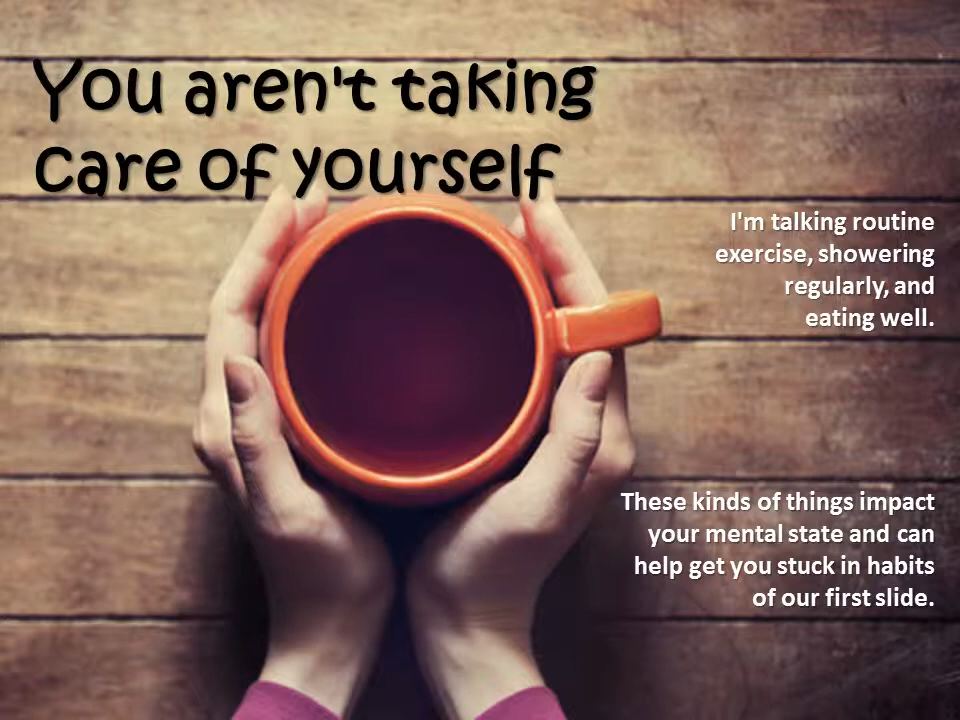 You aren't taking
care of yourself
I'm talking routine
exercise, showering
regularly, and
eating well.
These kinds of things impact
your mental state and can
help get you stuck in habits
of our first slide.